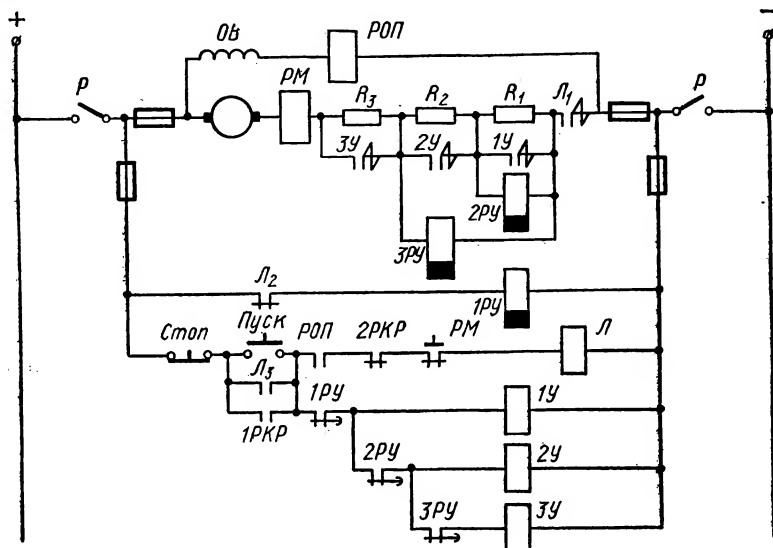 +
−
ОВ
РОП
Р
РМ
R₃
R₂
R₁
Л₁
Р
3У
2У
1У
2РУ
3РУ
Л₂
1РУ
Стоп
Пуск
РОП
2РКР
РМ
Л
Л₃
1РКР
1РУ
1У
2РУ
2У
3РУ
3У